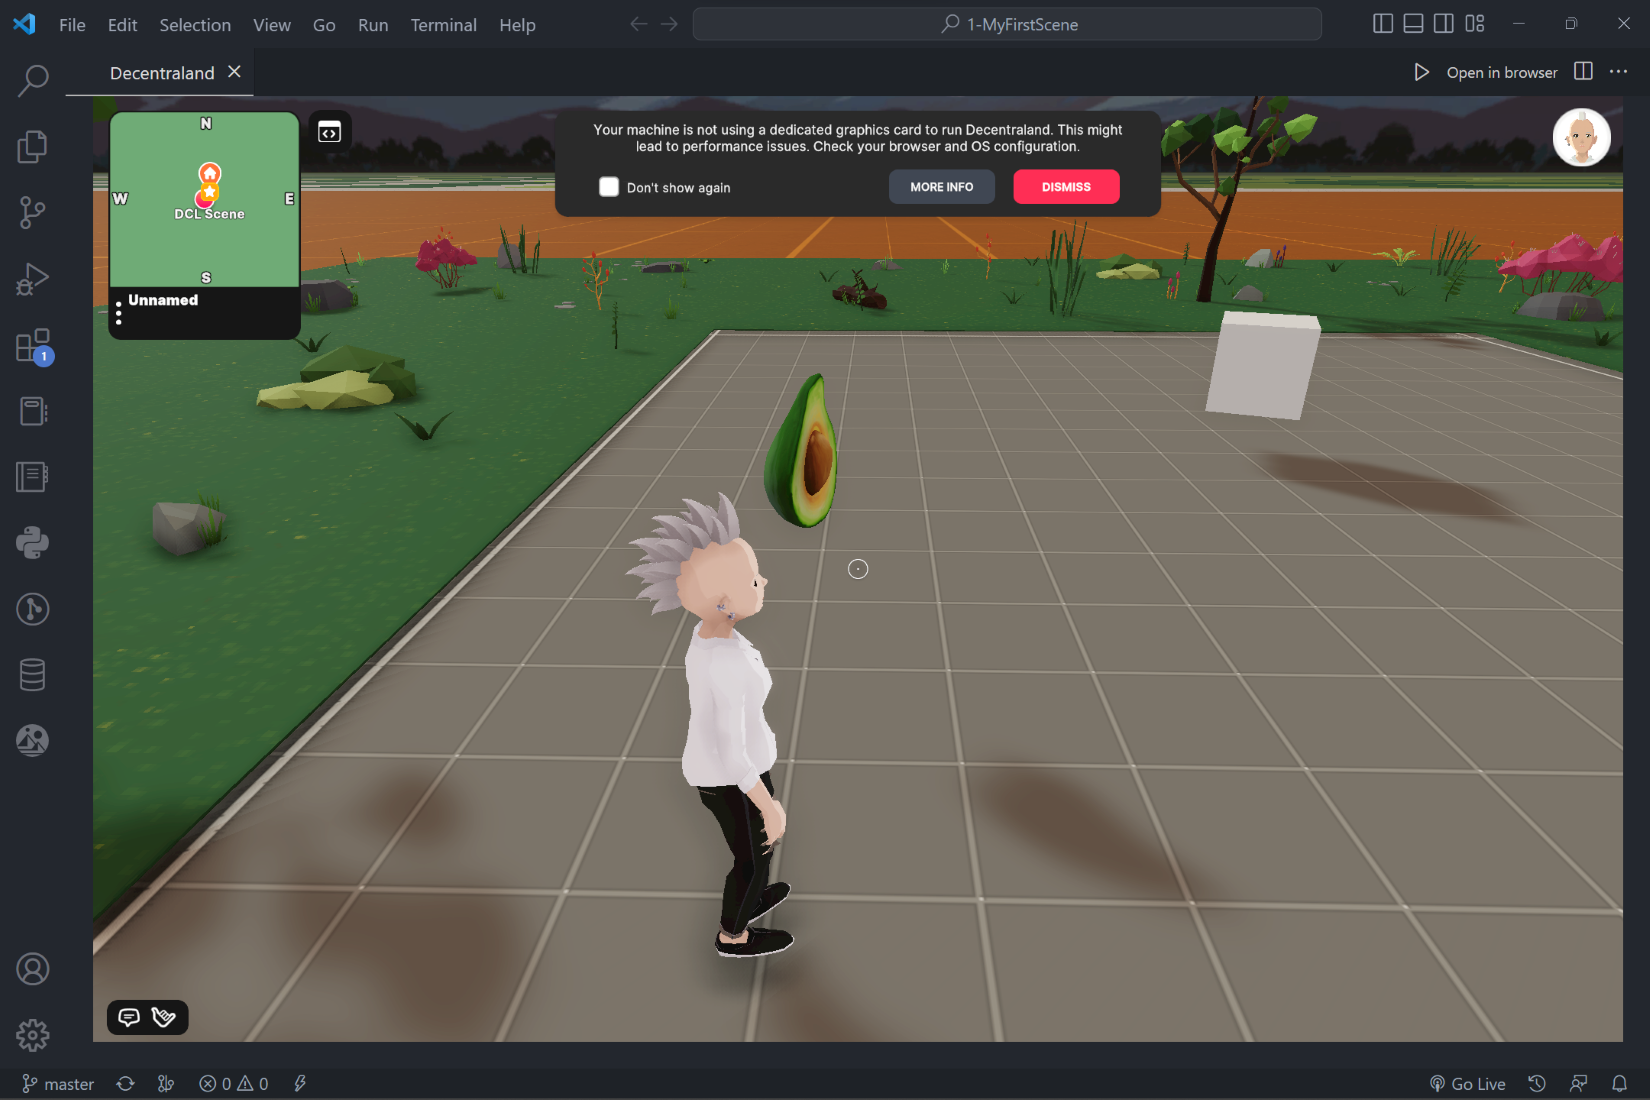 File Edit Selection View Go Run Terminal Help
1-MyFirstScene
Decentraland
Open in browser
N
W
E
DCL Scene
S
Unnamed
Your machine is not using a dedicated graphics card to run Decentraland. This might
lead to performance issues. Check your browser and OS configuration.
Don't show again
MORE INFO
DISMISS
1
master
0 0
Go Live